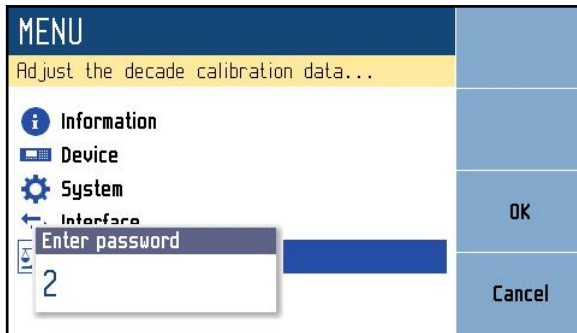 MENU
Adjust the decade calibration data...
Information
Device
System
Interface
Enter password
2
OK
Cancel